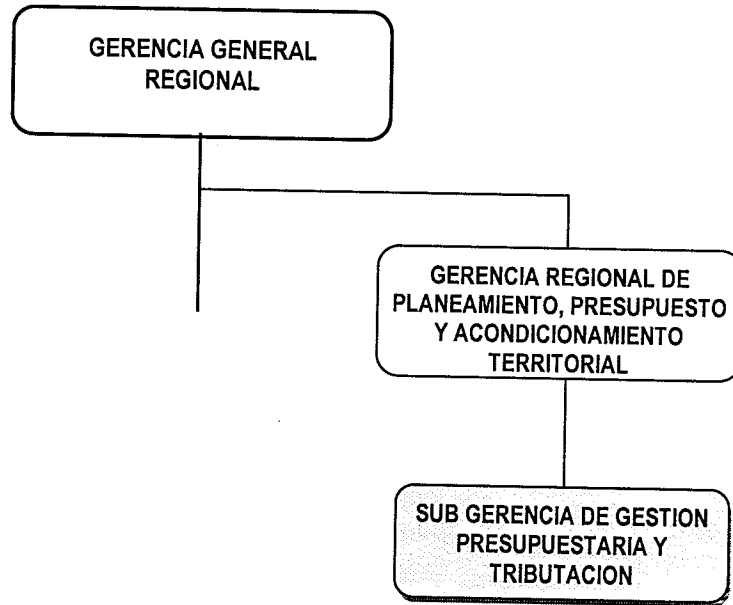 GERENCIA GENERAL
REGIONAL
GERENCIA REGIONAL DE
PLANEAMIENTO, PRESUPUESTO
Y ACONDICIONAMIENTO
TERRITORIAL
SUB GERENCIA DE GESTION
PRESUPUESTARIA Y
TRIBUTACION